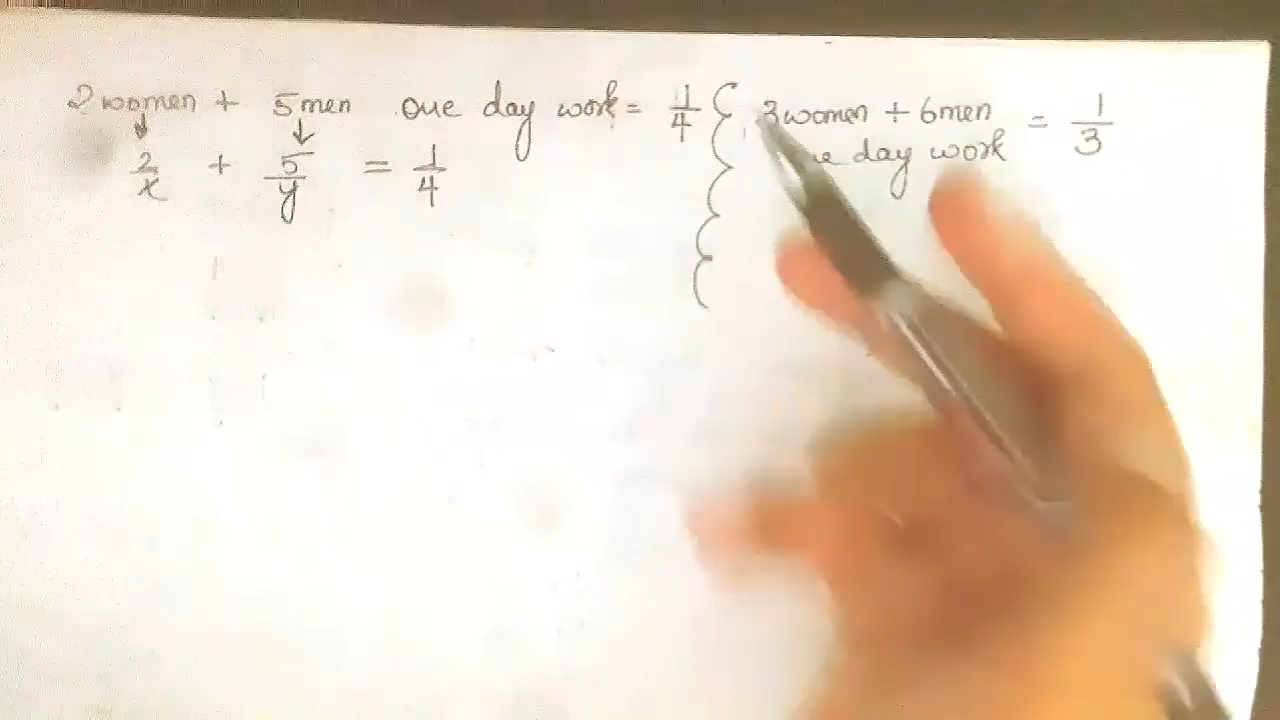 2 women + 5 men one day work = 1/4
2/x + 5/y = 1/4
3 women + 6 men
day work = 1/3